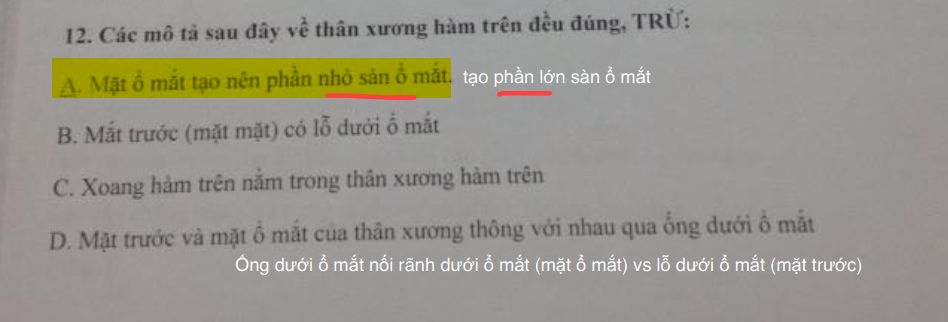 12. Các mô tả sau đây về thân xương hàm trên đều đúng, TRỪ:
A. Mặt ổ mắt tạo nên phần nhỏ sàn ổ mắt. tạo phần lớn sàn ổ mắt
B. Mắt trước (mặt mặt) có lỗ dưới ổ mắt
C. Xoang hàm trên nằm trong thân xương hàm trên
D. Mặt trước và mặt ổ mắt của thân xương thông với nhau qua ống dưới ổ mắt
Ống dưới ổ mắt nối rãnh dưới ổ mắt (mặt ổ mắt) vs lỗ dưới ổ mắt (mặt trước)